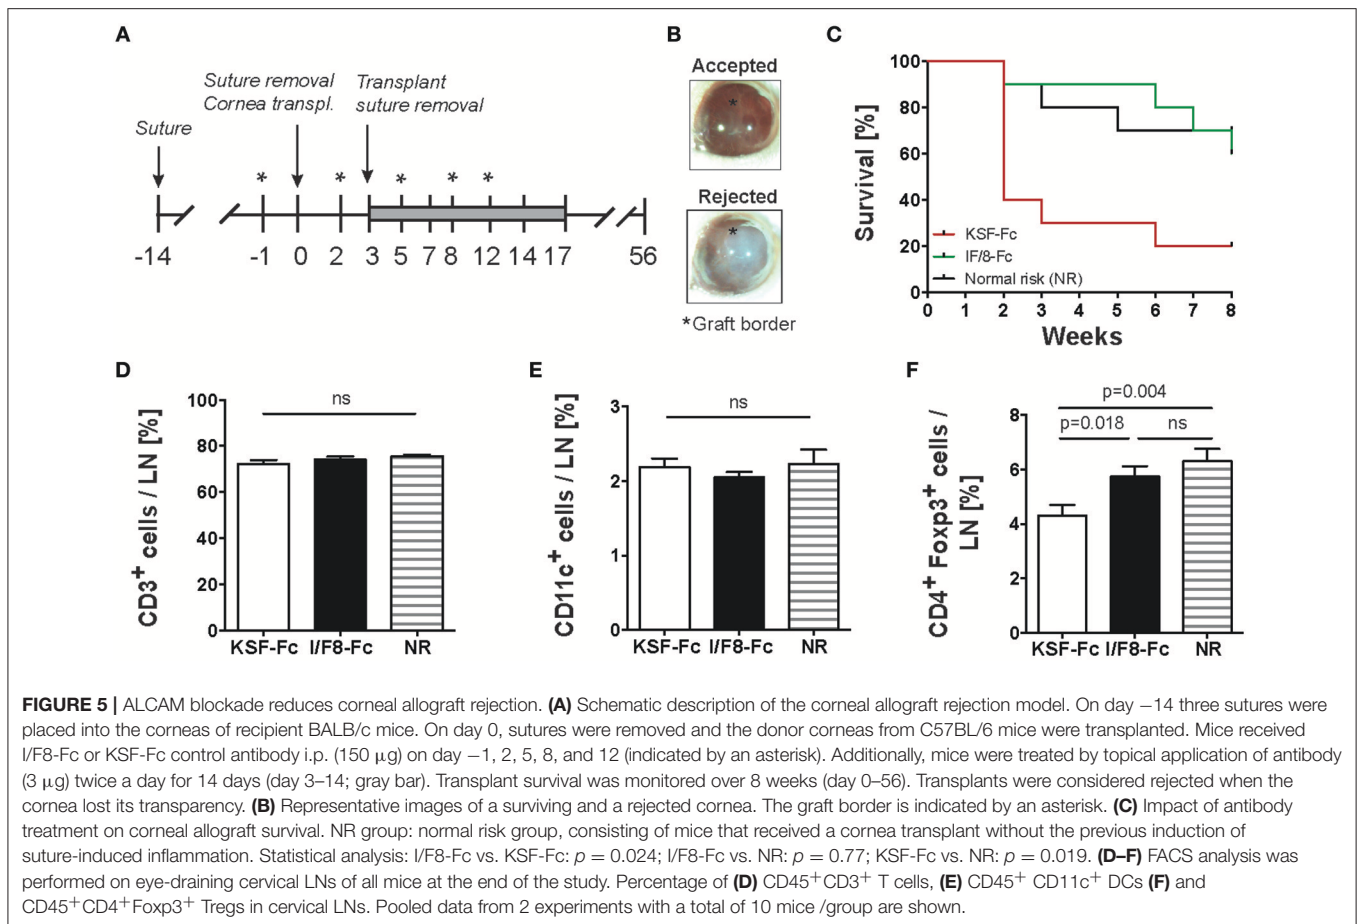 A
Suture removal
Cornea transpl.
Transplant
suture removal
Suture
* * * * *
-14 -1 0 2 3 5 7 8 12 14 17 56
B
Accepted
*
Rejected
*
*Graft border
C
Survival [%]
100
80
60
40
20
0
KSF-Fc
IF/8-Fc
Normal risk (NR)
0 1 2 3 4 5 6 7 8
Weeks
D
CD3+ cells / LN [%]
ns
100
80
60
40
20
0
KSF-Fc I/F8-Fc NR
E
CD11c+ cells / LN [%]
ns
3
2
1
0
KSF-Fc I/F8-Fc NR
F
CD4+ Foxp3+ cells /
LN [%]
p=0.004
p=0.018 ns
8
6
4
2
0
KSF-Fc I/F8-Fc NR
FIGURE 5 | ALCAM blockade reduces corneal allograft rejection. (A) Schematic description of the corneal allograft rejection model. On day −14 three sutures were
placed into the corneas of recipient BALB/c mice. On day 0, sutures were removed and the donor corneas from C57BL/6 mice were transplanted. Mice received
I/F8-Fc or KSF-Fc control antibody i.p. (150 μg) on day −1, 2, 5, 8, and 12 (indicated by an asterisk). Additionally, mice were treated by topical application of antibody
(3 μg) twice a day for 14 days (day 3–14; gray bar). Transplant survival was monitored over 8 weeks (day 0–56). Transplants were considered rejected when the
cornea lost its transparency. (B) Representative images of a surviving and a rejected cornea. The graft border is indicated by an asterisk. (C) Impact of antibody
treatment on corneal allograft survival. NR group: normal risk group, consisting of mice that received a cornea transplant without the previous induction of
suture-induced inflammation. Statistical analysis: I/F8-Fc vs. KSF-Fc: p = 0.024; I/F8-Fc vs. NR: p = 0.77; KSF-Fc vs. NR: p = 0.019. (D–F) FACS analysis was
performed on eye-draining cervical LNs of all mice at the end of the study. Percentage of (D) CD45+CD3+ T cells, (E) CD45+ CD11c+ DCs (F) and
CD45+CD4+Foxp3+ Tregs in cervical LNs. Pooled data from 2 experiments with a total of 10 mice /group are shown.